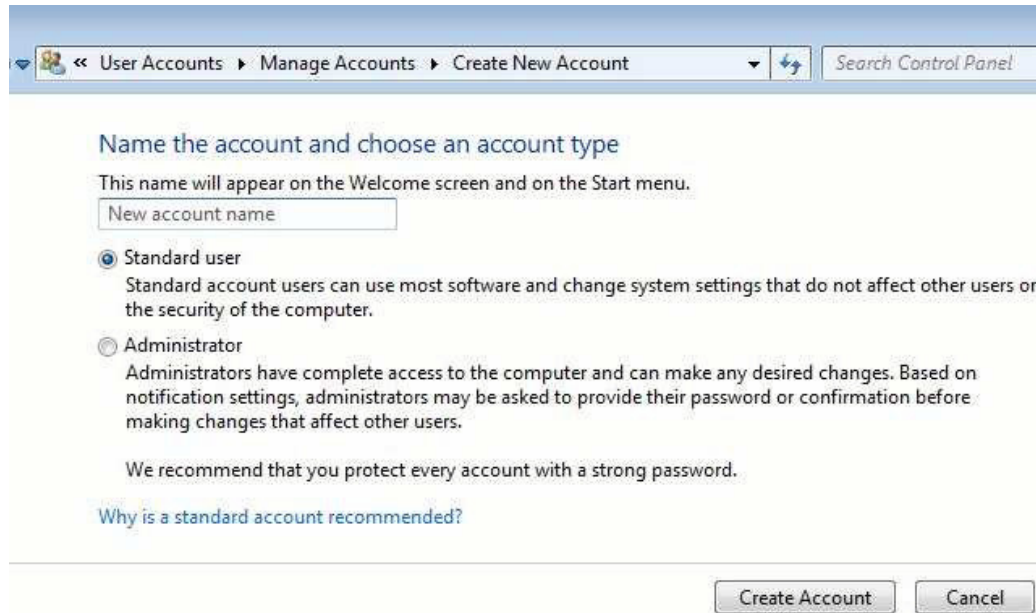 « User Accounts ▸ Manage Accounts ▸ Create New Account
Search Control Panel
Name the account and choose an account type
This name will appear on the Welcome screen and on the Start menu.
New account name
Standard user
Standard account users can use most software and change system settings that do not affect other users or
the security of the computer.
Administrator
Administrators have complete access to the computer and can make any desired changes. Based on
notification settings, administrators may be asked to provide their password or confirmation before
making changes that affect other users.
We recommend that you protect every account with a strong password.
Why is a standard account recommended?
Create Account
Cancel